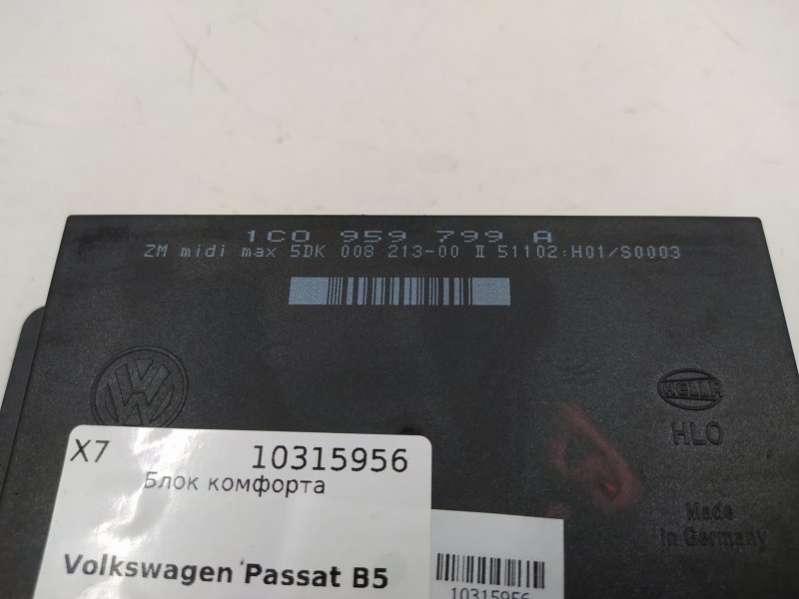 1C0 959 799 A
ZM midi max 5DK 008 213-00 II 51102:H01/S0003
HELLA
HLO
Made
in Germany
X7 10315956
Блок комфорта
Volkswagen Passat B5
10315956